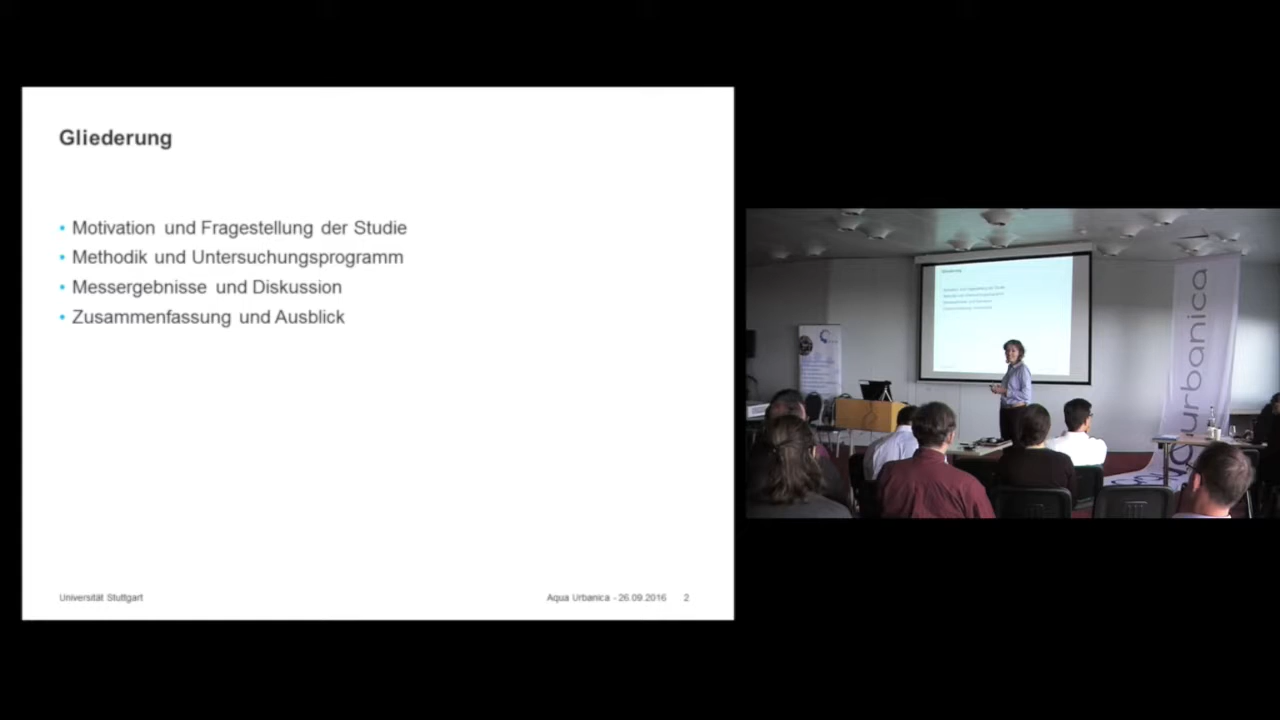 Gliederung
• Motivation und Fragestellung der Studie
• Methodik und Untersuchungsprogramm
• Messergebnisse und Diskussion
• Zusammenfassung und Ausblick
Universität Stuttgart
Aqua Urbanica - 26.09.2016 2
urbanica